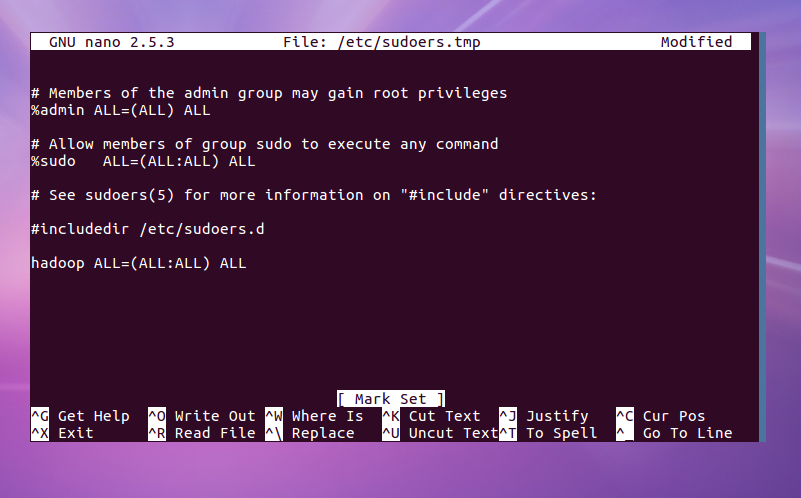 GNU nano 2.5.3 File: /etc/sudoers.tmp Modified
# Members of the admin group may gain root privileges
%admin ALL=(ALL) ALL
# Allow members of group sudo to execute any command
%sudo   ALL=(ALL:ALL) ALL
# See sudoers(5) for more information on "#include" directives:
#includedir /etc/sudoers.d
hadoop ALL=(ALL:ALL) ALL
[ Mark Set ]
^G Get Help ^O Write Out ^W Where Is ^K Cut Text ^J Justify ^C Cur Pos
^X Exit ^R Read File ^\ Replace ^U Uncut Text ^T To Spell ^_ Go To Line